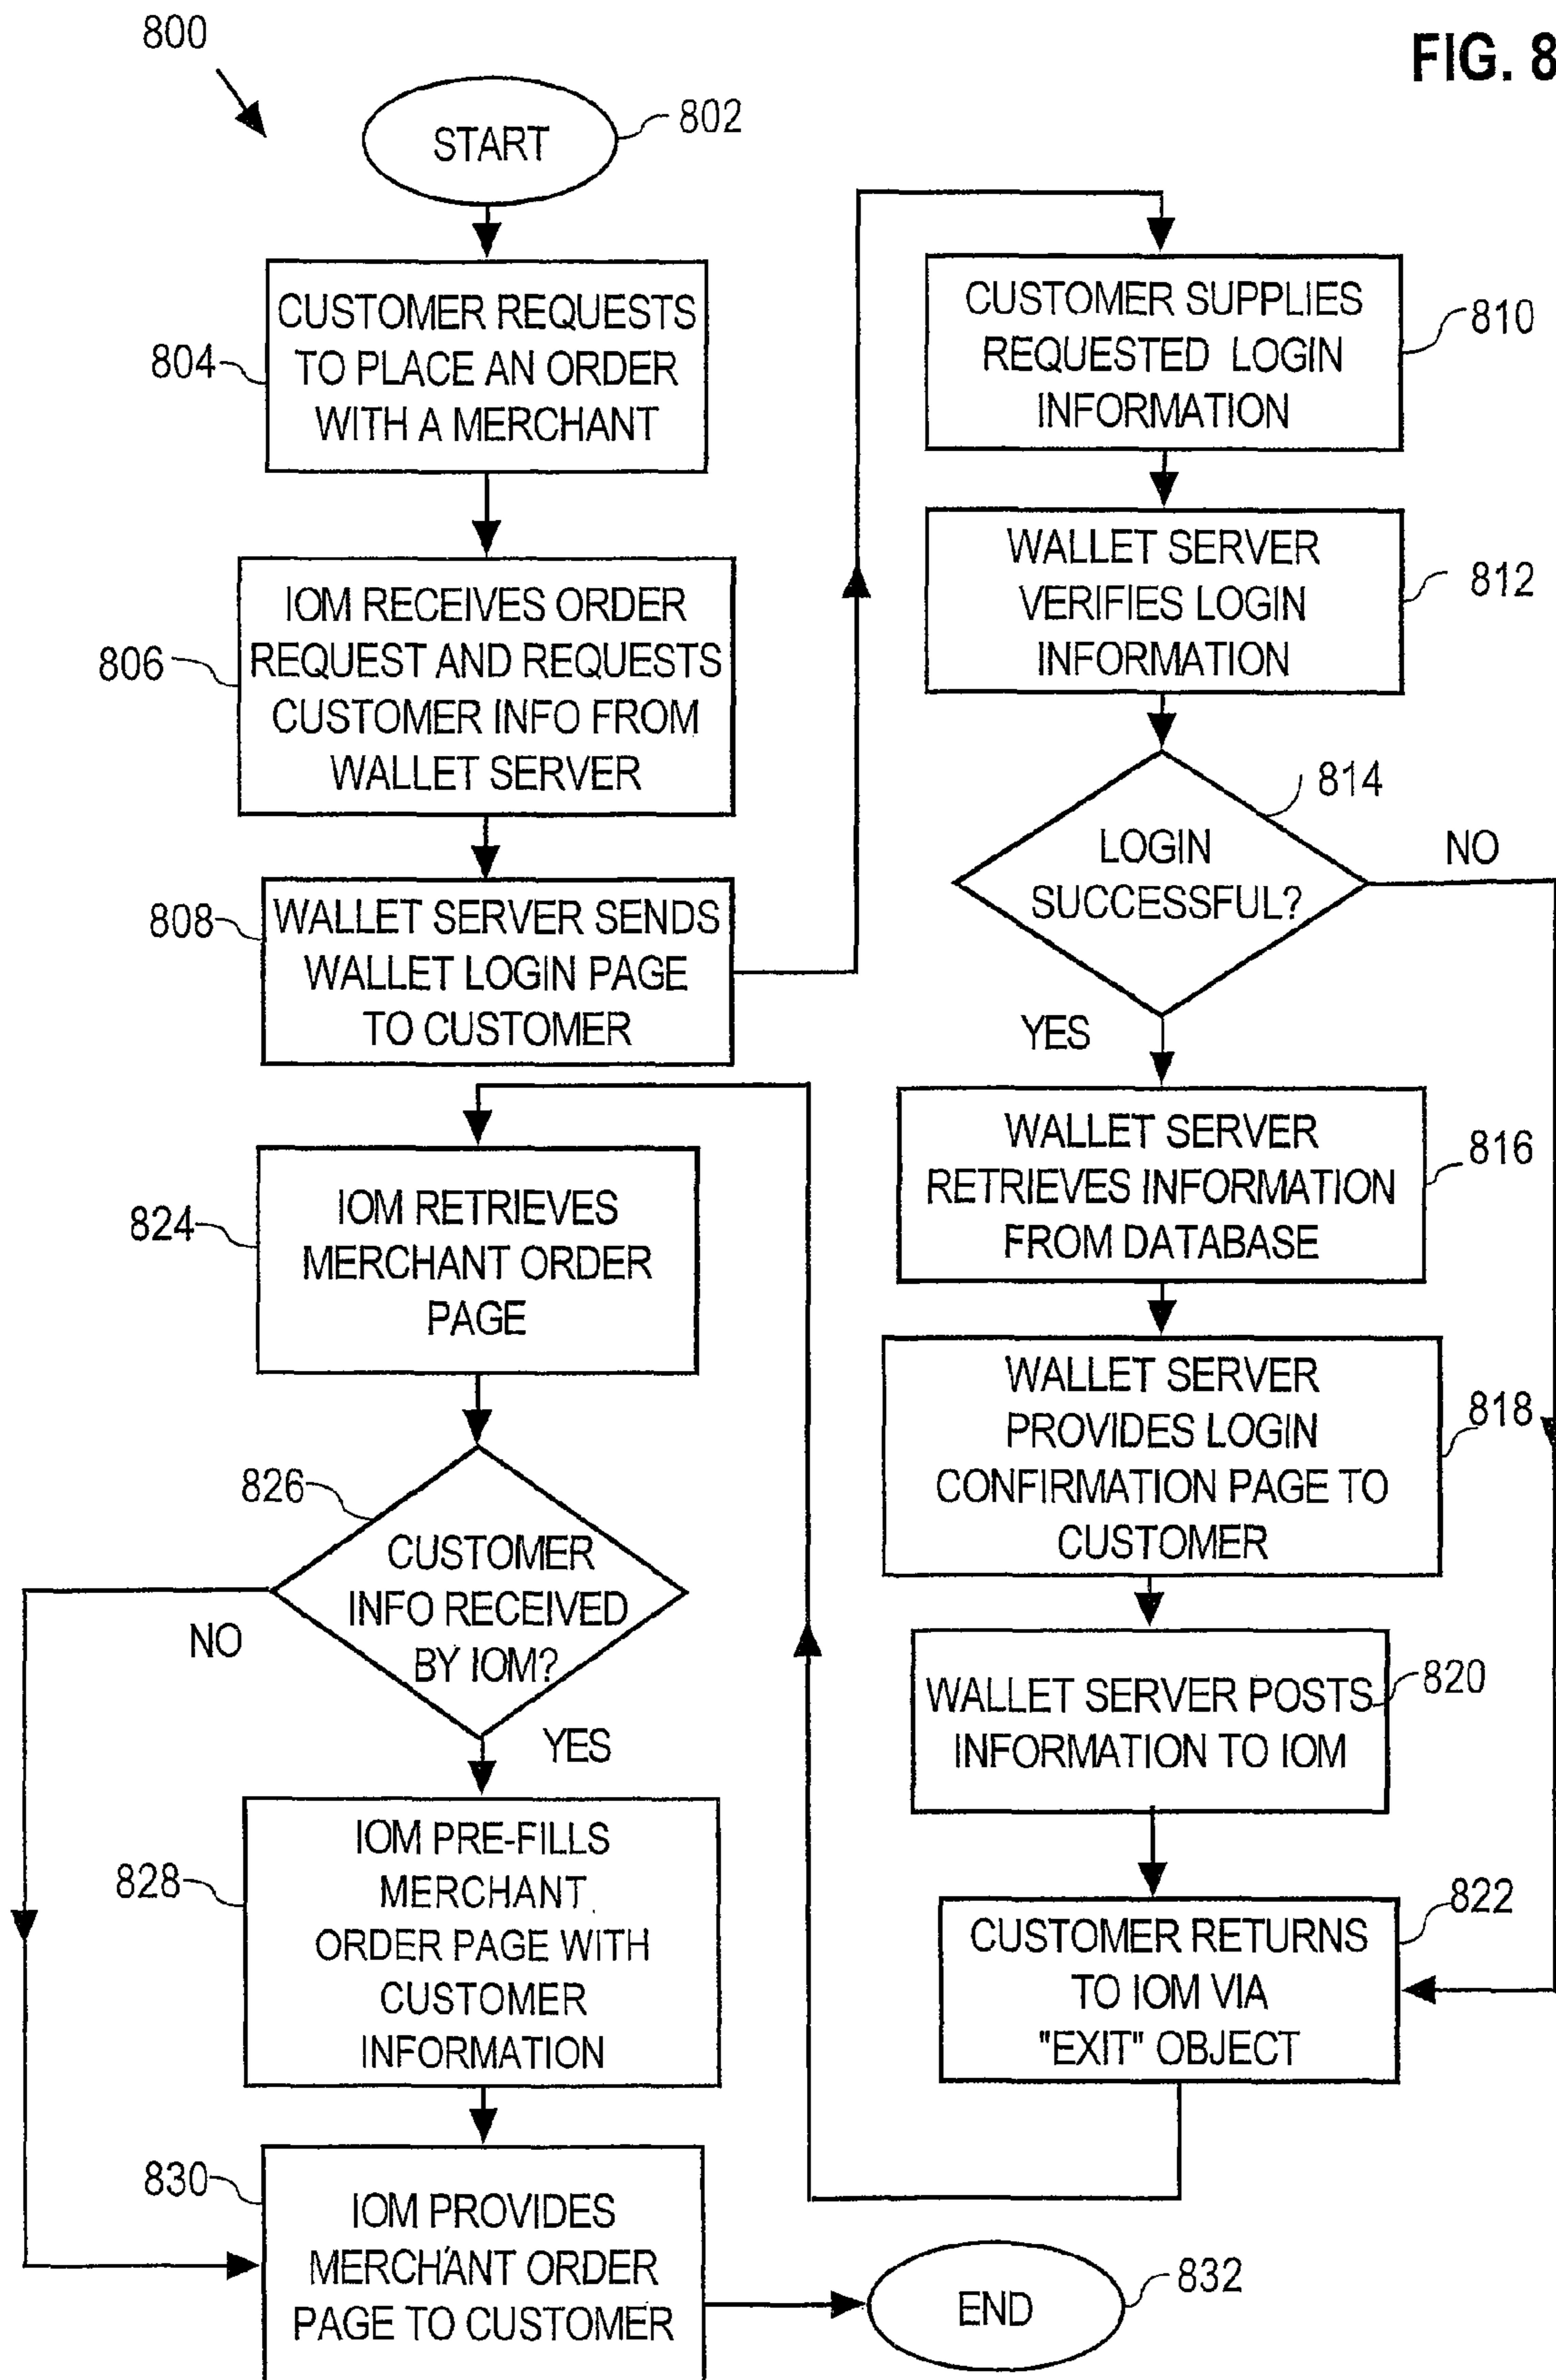 800
FIG. 8
START
802
CUSTOMER REQUESTS
TO PLACE AN ORDER
WITH A MERCHANT
804
IOM RECEIVES ORDER
REQUEST AND REQUESTS
CUSTOMER INFO FROM
WALLET SERVER
806
WALLET SERVER SENDS
WALLET LOGIN PAGE
TO CUSTOMER
808
CUSTOMER SUPPLIES
REQUESTED LOGIN
INFORMATION
810
WALLET SERVER
VERIFIES LOGIN
INFORMATION
812
LOGIN
SUCCESSFUL?
814
NO
YES
WALLET SERVER
RETRIEVES INFORMATION
FROM DATABASE
816
WALLET SERVER
PROVIDES LOGIN
CONFIRMATION PAGE TO
CUSTOMER
818
WALLET SERVER POSTS
INFORMATION TO IOM
820
CUSTOMER RETURNS
TO IOM VIA
"EXIT" OBJECT
822
IOM RETRIEVES
MERCHANT ORDER
PAGE
824
CUSTOMER
INFO RECEIVED
BY IOM?
826
NO
YES
IOM PRE-FILLS
MERCHANT
ORDER PAGE WITH
CUSTOMER
INFORMATION
828
IOM PROVIDES
MERCHANT ORDER
PAGE TO CUSTOMER
830
END
832